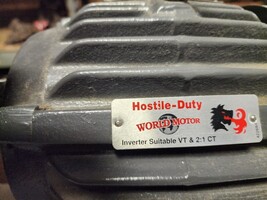 Hostile-Duty
WORLD MOTOR
Inverter Suitable VT & 2:1 CT